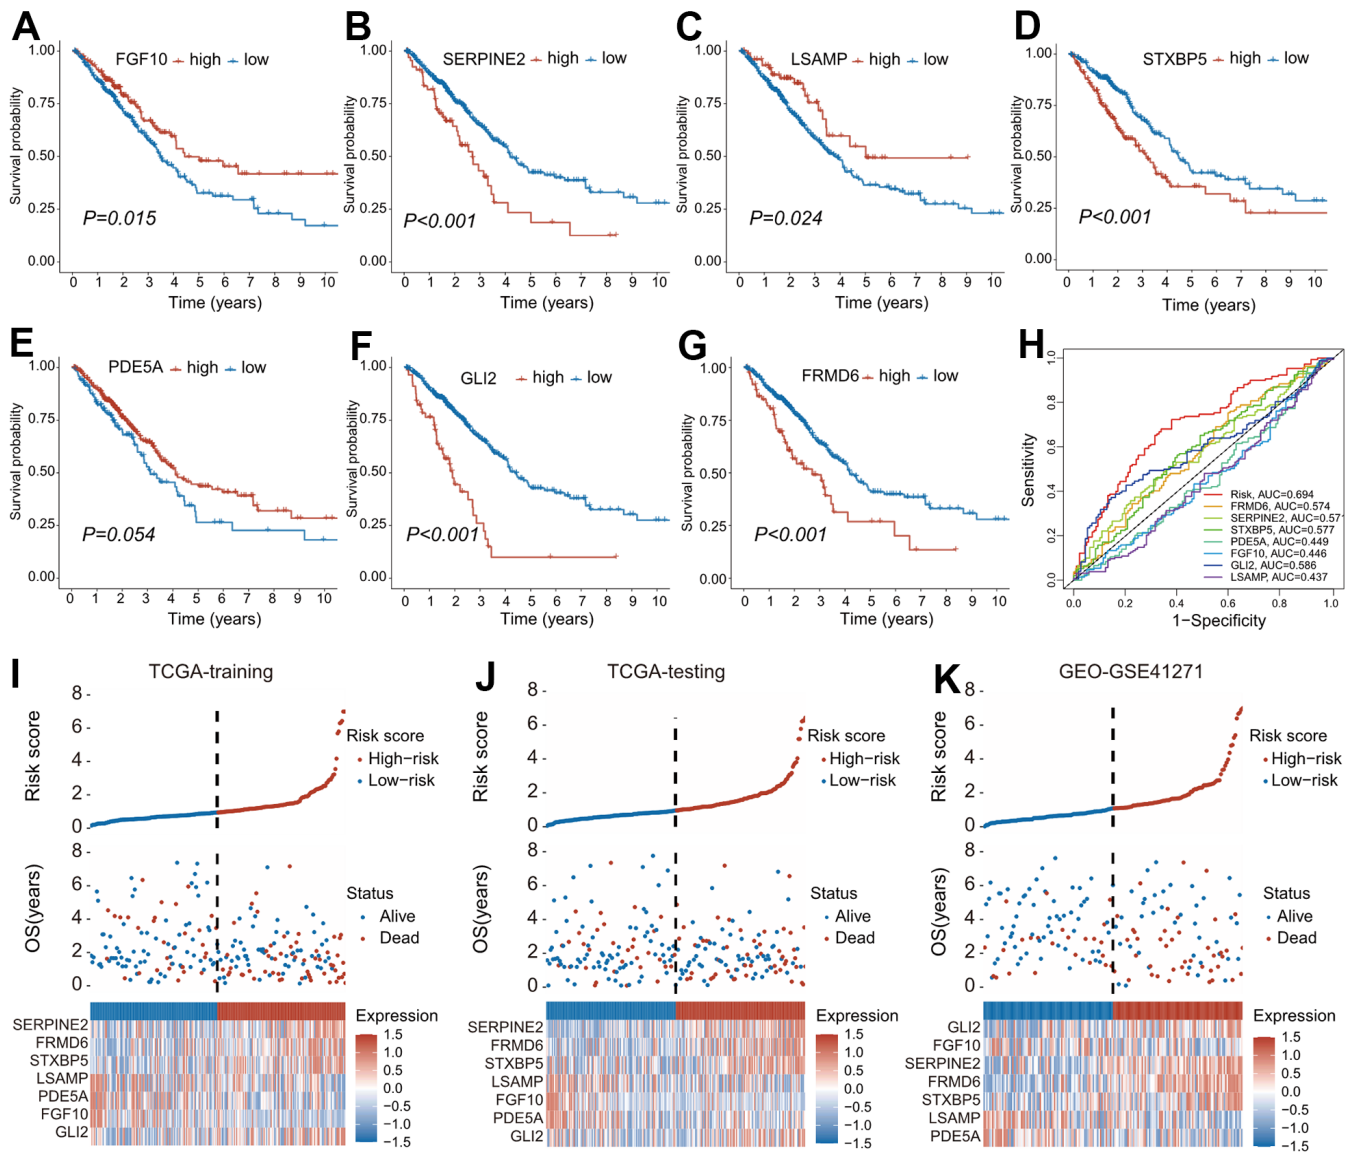 A
FGF10 high low
1.00
0.75
0.50
0.25
0.00
Survival probability
P=0.015
0 1 2 3 4 5 6 7 8 9 10
Time (years)
B
SERPINE2 high low
1.00
0.75
0.50
0.25
0.00
Survival probability
P<0.001
0 1 2 3 4 5 6 7 8 9 10
Time (years)
C
LSAMP high low
1.00
0.75
0.50
0.25
0.00
Survival probability
P=0.024
0 1 2 3 4 5 6 7 8 9 10
Time (years)
D
STXBP5 high low
1.00
0.75
0.50
0.25
0.00
Survival probability
P<0.001
0 1 2 3 4 5 6 7 8 9 10
Time (years)
E
PDE5A high low
1.00
0.75
0.50
0.25
0.00
Survival probability
P=0.054
0 1 2 3 4 5 6 7 8 9 10
Time (years)
F
GLI2 high low
1.00
0.75
0.50
0.25
0.00
Survival probability
P<0.001
0 1 2 3 4 5 6 7 8 9 10
Time (years)
G
FRMD6 high low
1.00
0.75
0.50
0.25
0.00
Survival probability
P<0.001
0 1 2 3 4 5 6 7 8 9 10
Time (years)
H
1.0
0.8
0.6
0.4
0.2
0.0
Sensitivity
Risk, AUC=0.694
FRMD6, AUC=0.574
SERPINE2, AUC=0.571
STXBP5, AUC=0.577
PDE5A, AUC=0.449
FGF10, AUC=0.446
GLI2, AUC=0.586
LSAMP, AUC=0.437
0.0 0.2 0.4 0.6 0.8 1.0
1−Specificity
I
TCGA-training
8
6
4
2
0
Risk score
Risk score
High−risk
Low−risk
8
6
4
2
0
OS(years)
Status
Alive
Dead
SERPINE2
FRMD6
STXBP5
LSAMP
PDE5A
FGF10
GLI2
Expression
1.5
1.0
0.5
0.0
−0.5
−1.0
−1.5
J
TCGA-testing
8
6
4
2
0
Risk score
Risk score
High−risk
Low−risk
8
6
4
2
0
OS(years)
Status
Alive
Dead
SERPINE2
FRMD6
STXBP5
LSAMP
FGF10
PDE5A
GLI2
Expression
1.5
1.0
0.5
0.0
−0.5
−1.0
−1.5
K
GEO-GSE41271
8
6
4
2
0
Risk score
Risk score
High−risk
Low−risk
8
6
4
2
0
OS(years)
Status
Alive
Dead
GLI2
FGF10
SERPINE2
FRMD6
STXBP5
LSAMP
PDE5A
Expression
1.5
1.0
0.5
0.0
−0.5
−1.0
−1.5